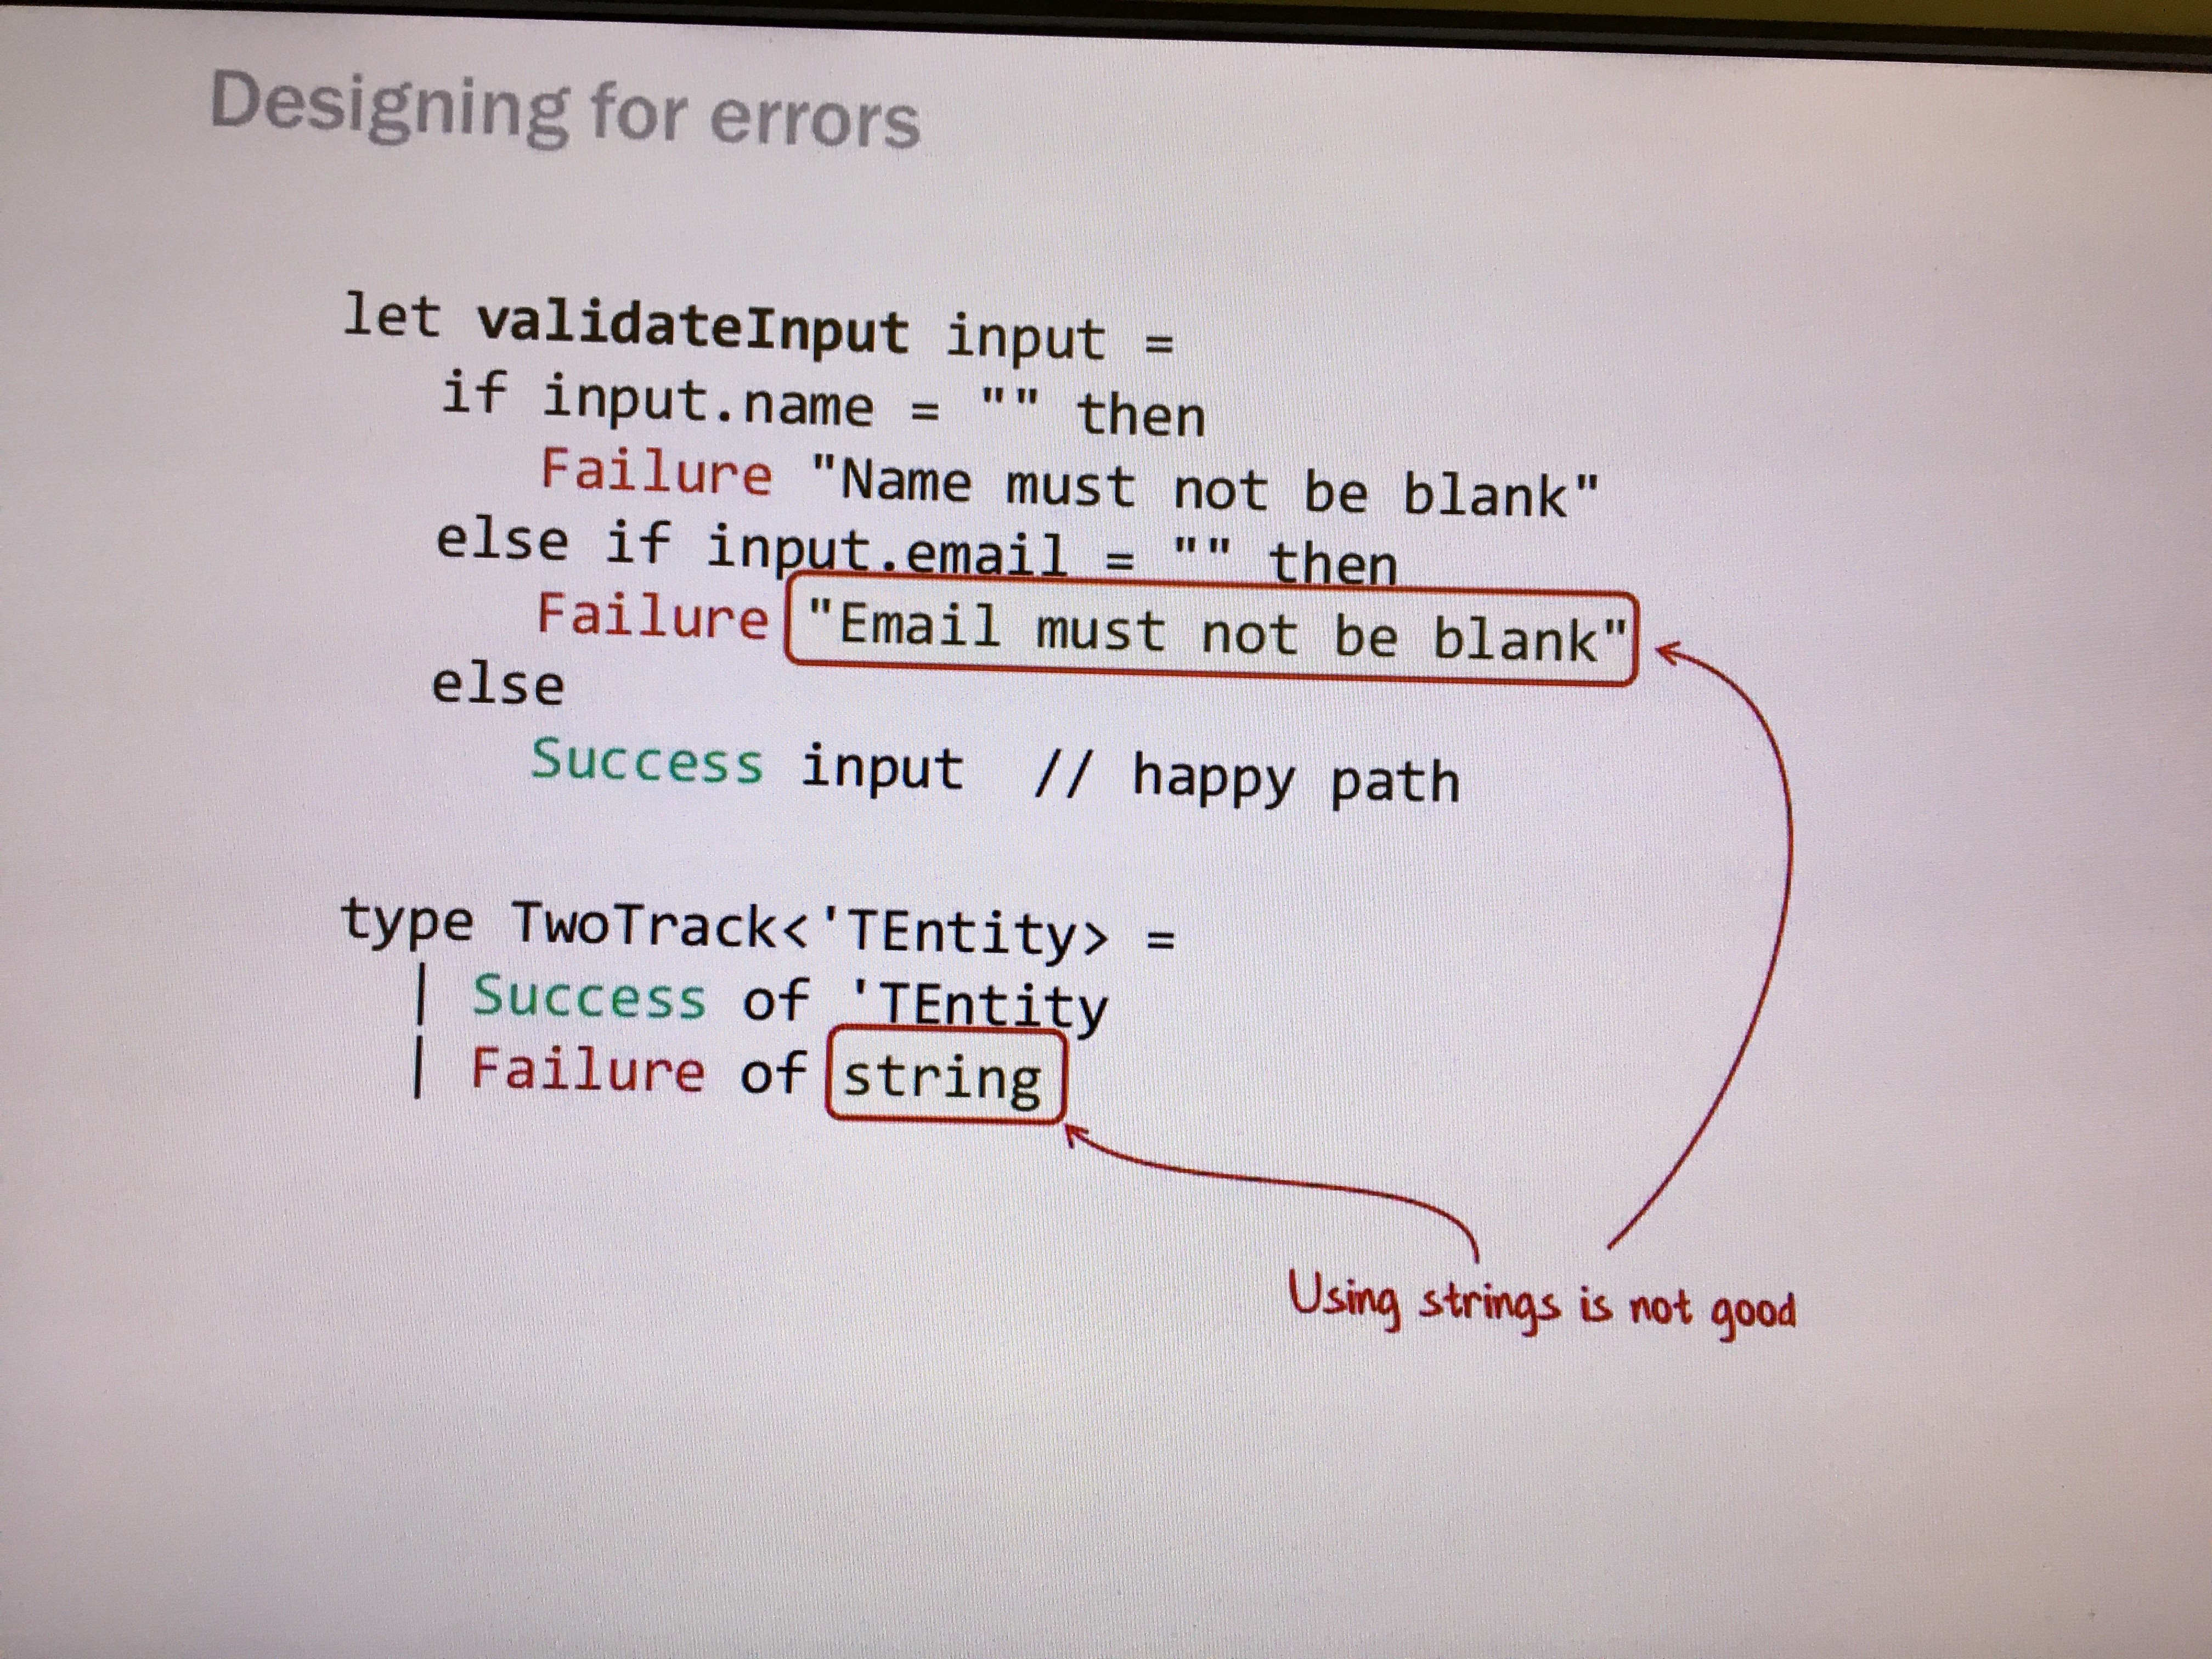 Designing for errors
let validateInput input =
   if input.name = "" then
      Failure "Name must not be blank"
   else if input.email = "" then
      Failure "Email must not be blank"
   else
      Success input  // happy path
type TwoTrack<'TEntity> =
  | Success of 'TEntity
  | Failure of string
Using strings is not good